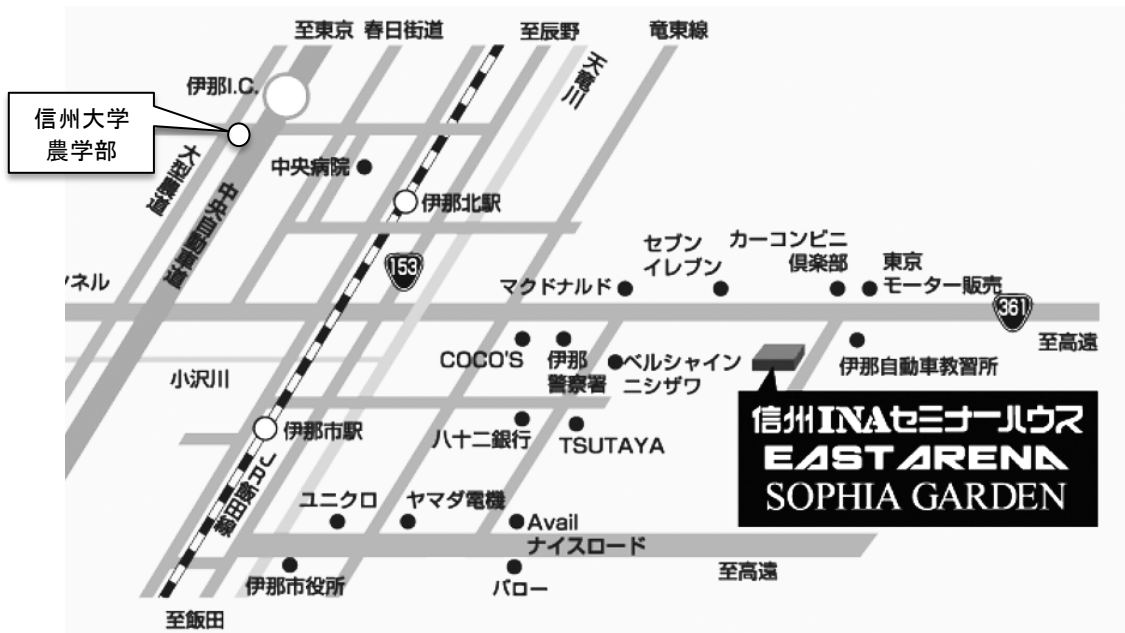 至東京 春日街道 至辰野 竜東線
伊那I.C.
天竜川
信州大学
農学部
大型農道
中央病院
中央自動車道
伊那北駅
153
ンネル
セブン
イレブン
カーコンビニ
倶楽部
東京
モーター販売
マクドナルド
361
至高遠
COCO'S
伊那
警察署
ベルシャイン
ニシザワ
伊那自動車教習所
小沢川
信州INAセミナーハウス
EAST ARENA
SOPHIA GARDEN
伊那市駅
八十二銀行
TSUTAYA
JR飯田線
ユニクロ
ヤマダ電機
Avail
ナイスロード
伊那市役所
バロー
至高遠
至飯田